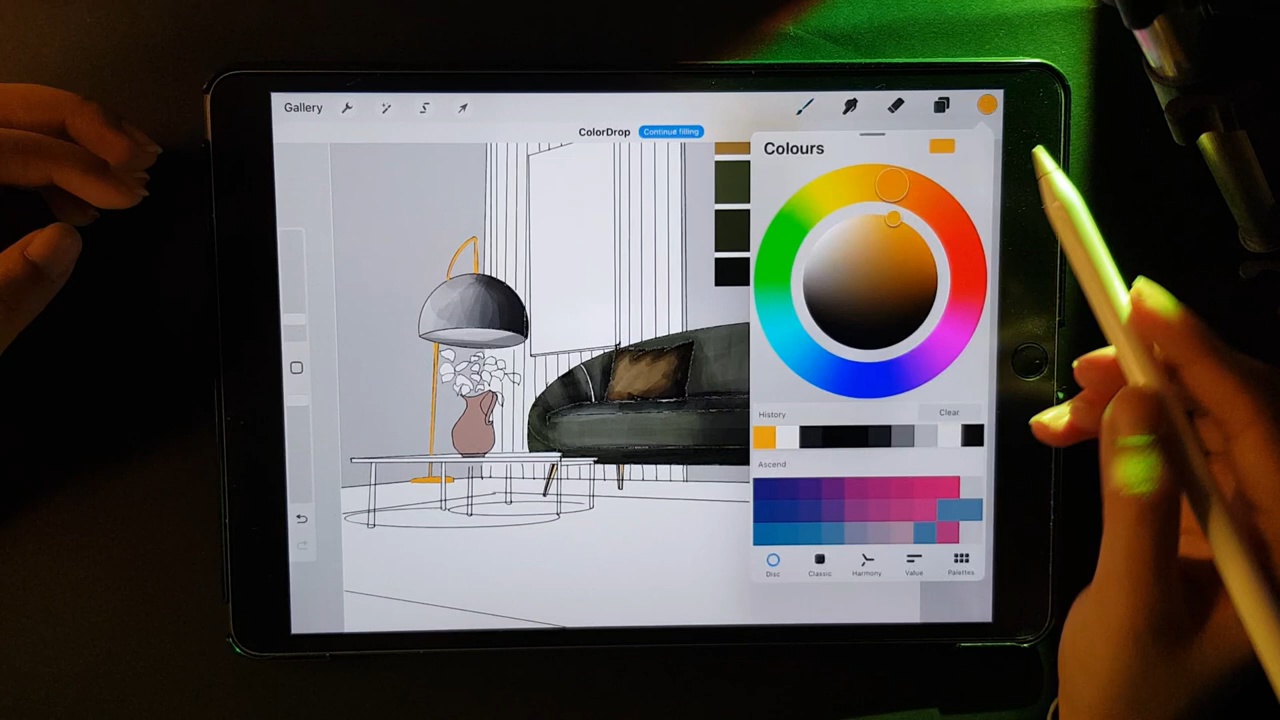 Gallery
ColorDrop Continue filling
Colours
History Clear
Ascend
Disc Classic Harmony Value Palettes